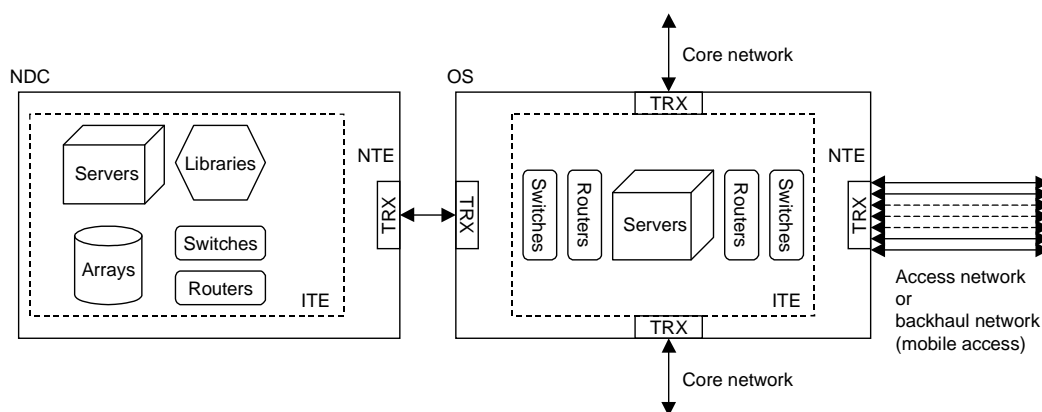 Core network
NDC
OS
TRX
NTE
NTE
Servers
Libraries
Switches
Routers
Servers
Routers
Switches
TRX
TRX
TRX
Arrays
Switches
Routers
ITE
ITE
TRX
Access network
or
backhaul network
(mobile access)
Core network